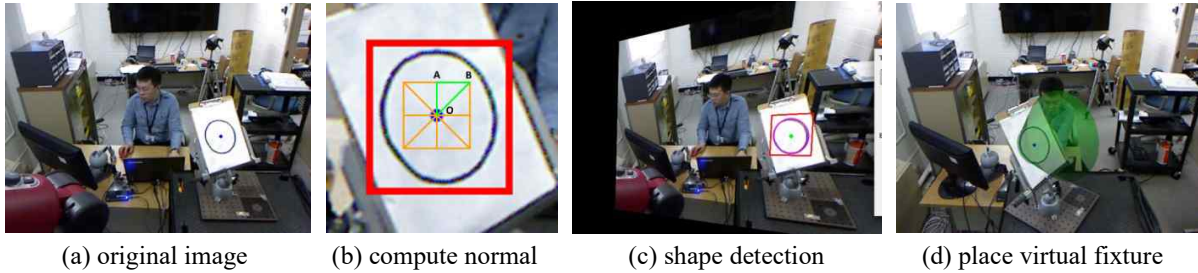 A B
O
(a) original image (b) compute normal (c) shape detection (d) place virtual fixture